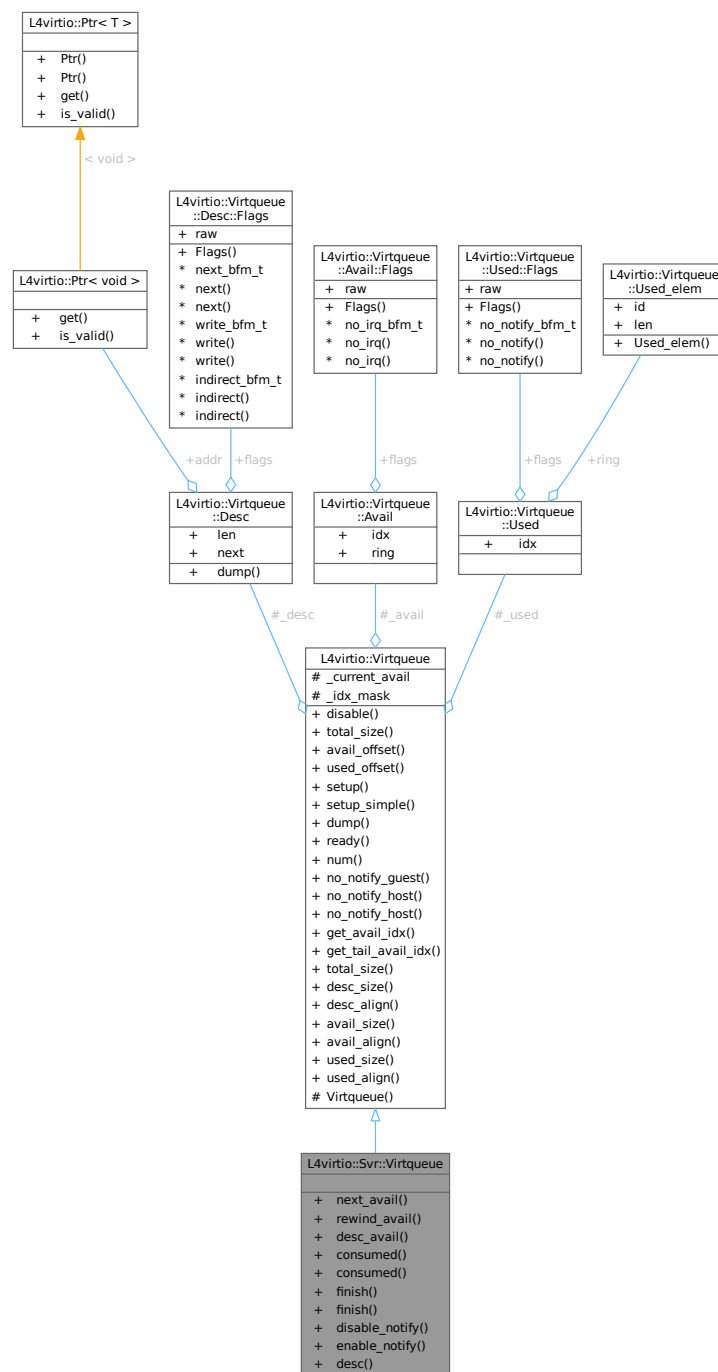 L4virtio::Ptr< T >
+ Ptr()
+ Ptr()
+ get()
+ is_valid()
< void >
L4virtio::Ptr< void >
+ get()
+ is_valid()
L4virtio::Virtqueue
::Desc::Flags
+ raw
+ Flags()
* next_bfm_t
* next()
* next()
* write_bfm_t
* write()
* write()
* indirect_bfm_t
* indirect()
* indirect()
L4virtio::Virtqueue
::Avail::Flags
+ raw
+ Flags()
* no_irq_bfm_t
* no_irq()
* no_irq()
L4virtio::Virtqueue
::Used::Flags
+ raw
+ Flags()
* no_notify_bfm_t
* no_notify()
* no_notify()
L4virtio::Virtqueue
::Used_elem
+ id
+ len
+ Used_elem()
+addr
+flags
+flags
+flags
+ring
L4virtio::Virtqueue
::Desc
+ len
+ next
+ dump()
L4virtio::Virtqueue
::Avail
+ idx
+ ring
L4virtio::Virtqueue
::Used
+ idx
#_desc
#_avail
#_used
L4virtio::Virtqueue
# _current_avail
# _idx_mask
+ disable()
+ total_size()
+ avail_offset()
+ used_offset()
+ setup()
+ setup_simple()
+ dump()
+ ready()
+ num()
+ no_notify_guest()
+ no_notify_host()
+ no_notify_host()
+ get_avail_idx()
+ get_tail_avail_idx()
+ total_size()
+ desc_size()
+ desc_align()
+ avail_size()
+ avail_align()
+ used_size()
+ used_align()
# Virtqueue()
L4virtio::Svr::Virtqueue
+ next_avail()
+ rewind_avail()
+ desc_avail()
+ consumed()
+ consumed()
+ finish()
+ finish()
+ disable_notify()
+ enable_notify()
+ desc()